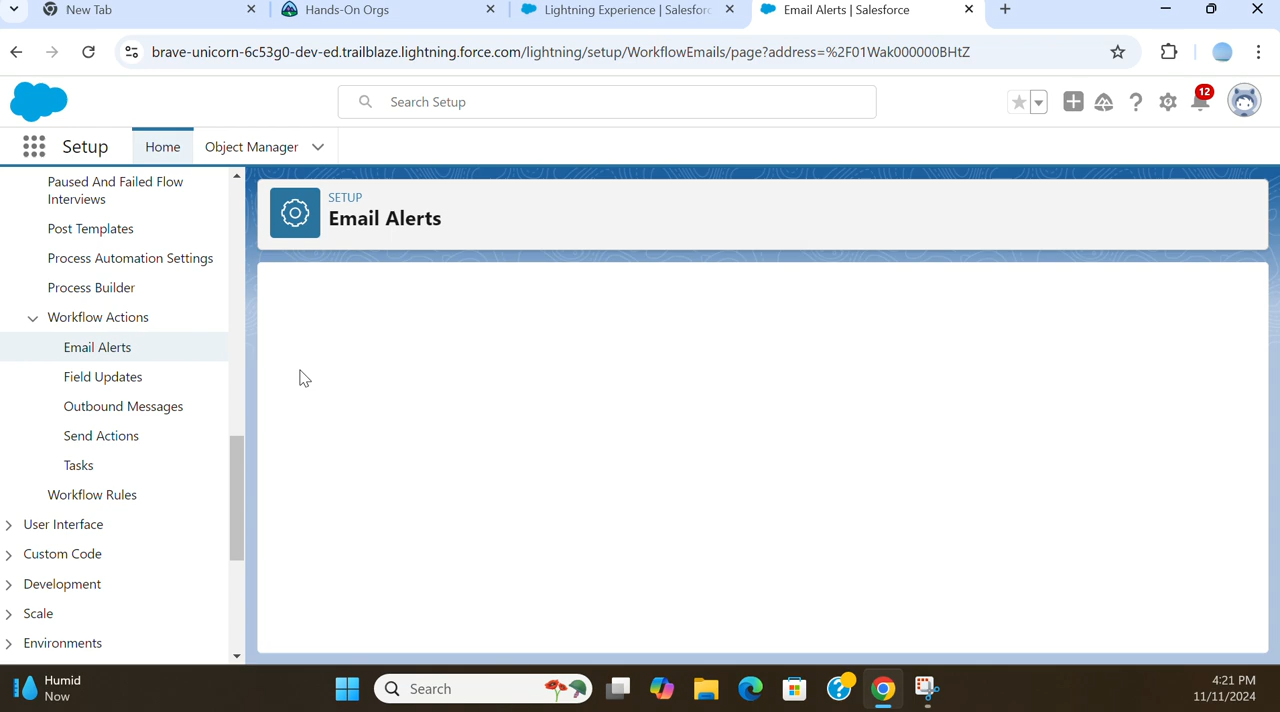 New Tab
Hands-On Orgs
Lightning Experience | Salesforc
Email Alerts | Salesforce
brave-unicorn-6c53g0-dev-ed.trailblaze.lightning.force.com/lightning/setup/WorkflowEmails/page?address=%2F01Wak000000BHtZ
Search Setup
12
Setup
Home
Object Manager
Paused And Failed Flow
Interviews
Post Templates
Process Automation Settings
Process Builder
Workflow Actions
Email Alerts
Field Updates
Outbound Messages
Send Actions
Tasks
Workflow Rules
User Interface
Custom Code
Development
Scale
Environments
SETUP
Email Alerts
Humid
Now
Search
4:21 PM
11/11/2024